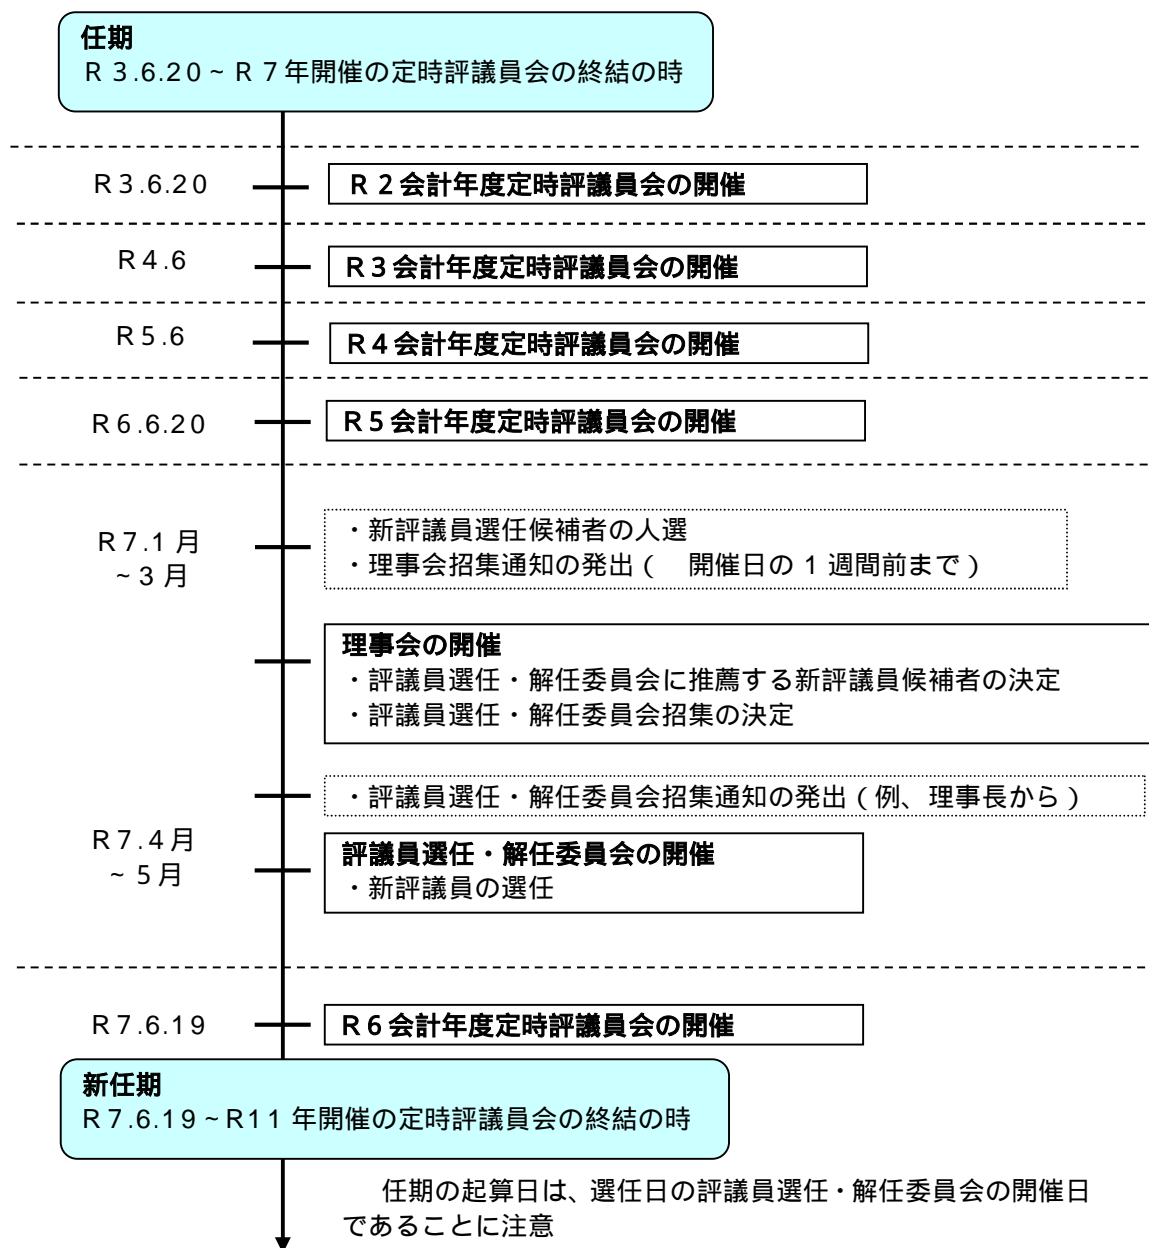 任期
R3.6.20~R7年開催の定時評議員会の終結の時
R3.6.20
R2会計年度定時評議員会の開催
R4.6
R3会計年度定時評議員会の開催
R5.6
R4会計年度定時評議員会の開催
R6.6.20
R5会計年度定時評議員会の開催
R7.1月
~3月
・新評議員選任候補者の人選
・理事会招集通知の発出( 開催日の1週間前まで)
理事会の開催
・評議員選任・解任委員会に推薦する新評議員候補者の決定
・評議員選任・解任委員会招集の決定
・評議員選任・解任委員会招集通知の発出(例、理事長から)
R7.4月
~5月
評議員選任・解任委員会の開催
・新評議員の選任
R7.6.19
R6会計年度定時評議員会の開催
新任期
R7.6.19~R11年開催の定時評議員会の終結の時
任期の起算日は、選任日の評議員選任・解任委員会の開催日
であることに注意